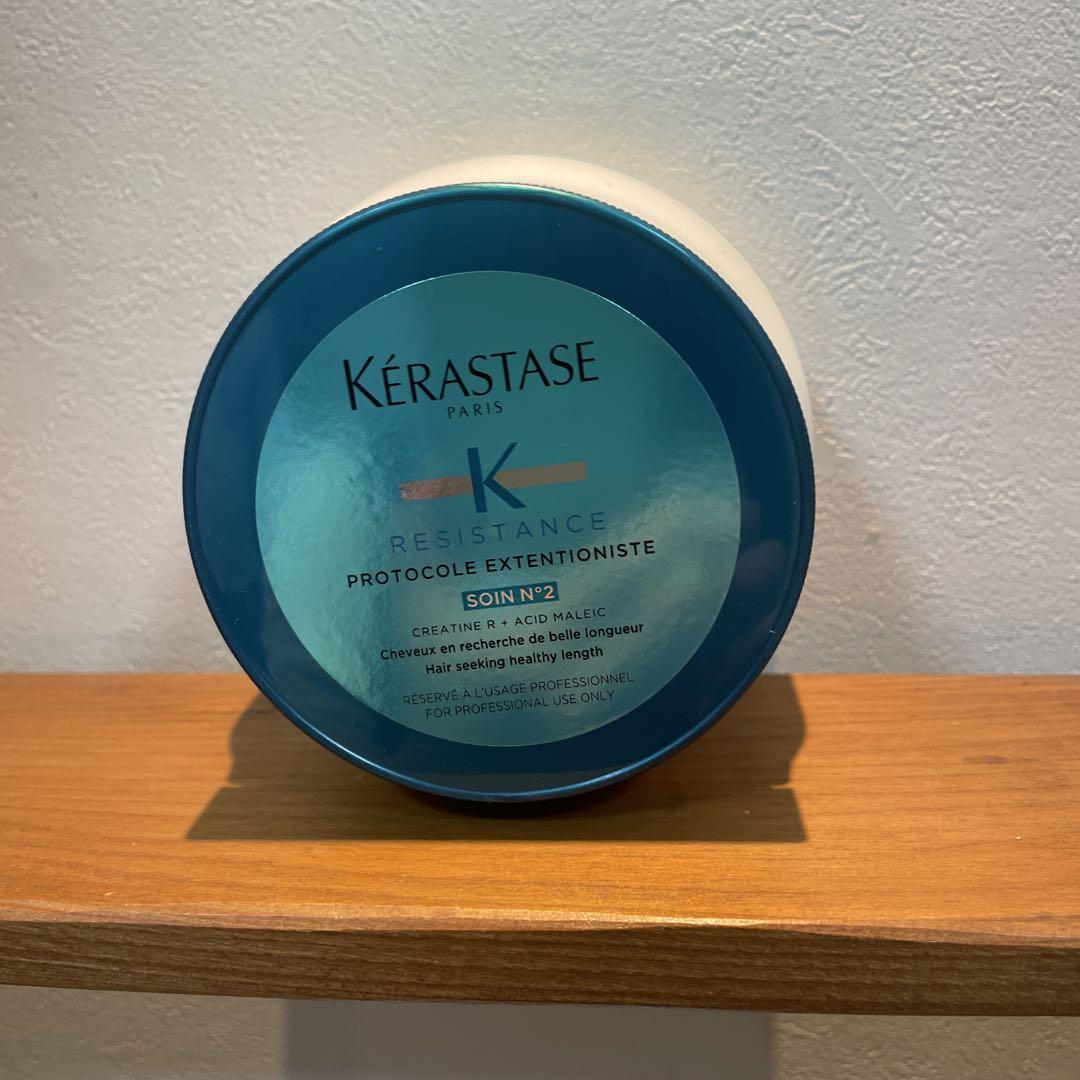 KÉRASTASE
PARIS
K
RESISTANCE
PROTOCOLE EXTENTIONISTE
SOIN N°2
CREATINE R + ACID MALEIC
Cheveux en recherche de belle longueur
Hair seeking healthy length
RÉSERVÉ À L'USAGE PROFESSIONNEL
FOR PROFESSIONAL USE ONLY